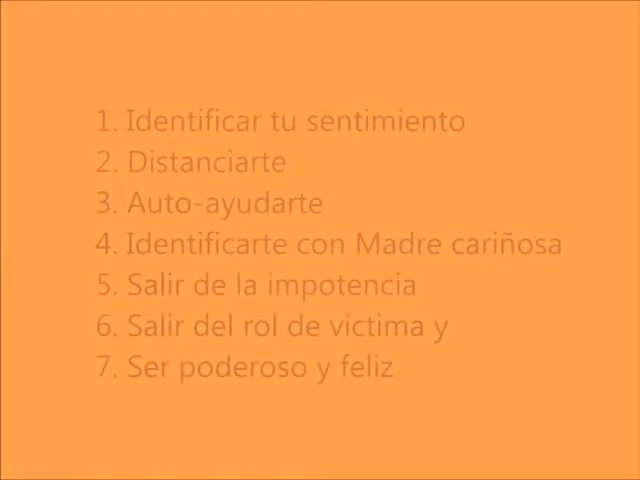 1. Identificar tu sentimiento
2. Distanciarte
3. Auto-ayudarte
4. Identificarte con Madre cariñosa
5. Salir de la impotencia
6. Salir del rol de víctima y
7. Ser poderoso y feliz